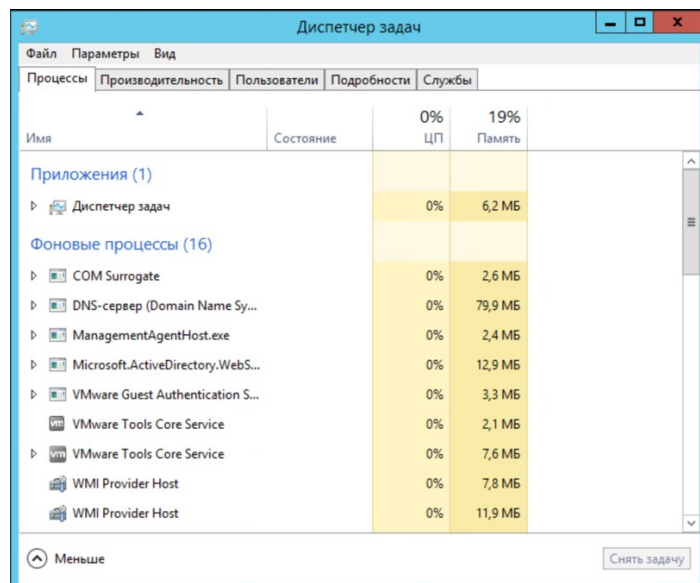 Диспетчер задач
Файл Параметры Вид
Процессы Производительность Пользователи Подробности Службы
0% 19%
Имя Состояние ЦП Память
Приложения (1)
Диспетчер задач 0% 6,2 МБ
Фоновые процессы (16)
COM Surrogate 0% 2,6 МБ
DNS-сервер (Domain Name Sy... 0% 79,9 МБ
ManagementAgentHost.exe 0% 2,4 МБ
Microsoft.ActiveDirectory.WebS... 0% 12,9 МБ
VMware Guest Authentication S... 0% 3,3 МБ
vm VMware Tools Core Service 0% 2,1 МБ
vm VMware Tools Core Service 0% 7,6 МБ
WMI Provider Host 0% 7,8 МБ
WMI Provider Host 0% 11,9 МБ
Меньше Снять задачу